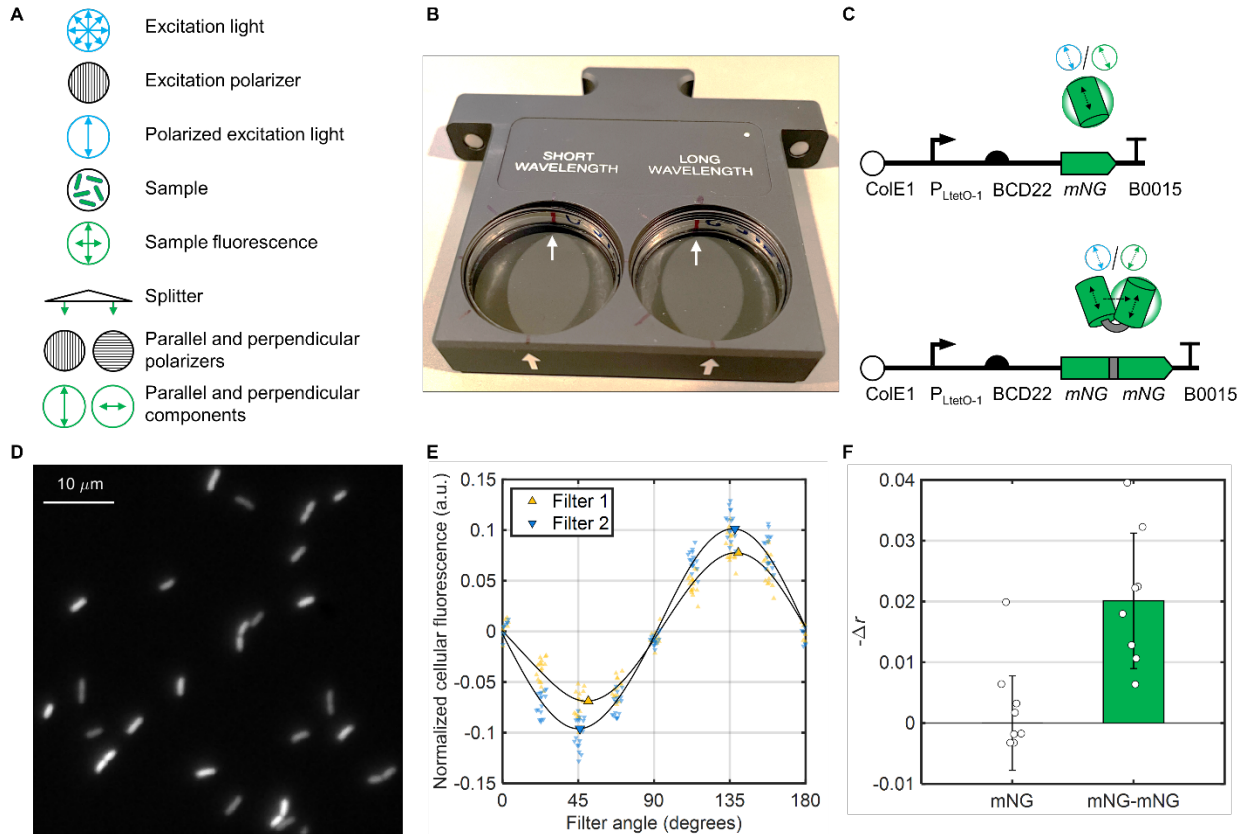 A
Excitation light
Excitation polarizer
Polarized excitation light
Sample
Sample fluorescence
Splitter
Parallel and perpendicular
polarizers
Parallel and perpendicular
components
B
SHORT
WAVELENGTH
LONG
WAVELENGTH
C
/
ColE1 PLtetO-1 BCD22 mNG B0015
/
ColE1 PLtetO-1 BCD22 mNG mNG B0015
D
10 μm
E
Normalized cellular fluorescence (a.u.)
0.15
0.1
0.05
0
-0.05
-0.1
-0.15
Filter 1
Filter 2
0 45 90 135 180
Filter angle (degrees)
F
-Δr
0.04
0.03
0.02
0.01
0
-0.01
mNG mNG-mNG